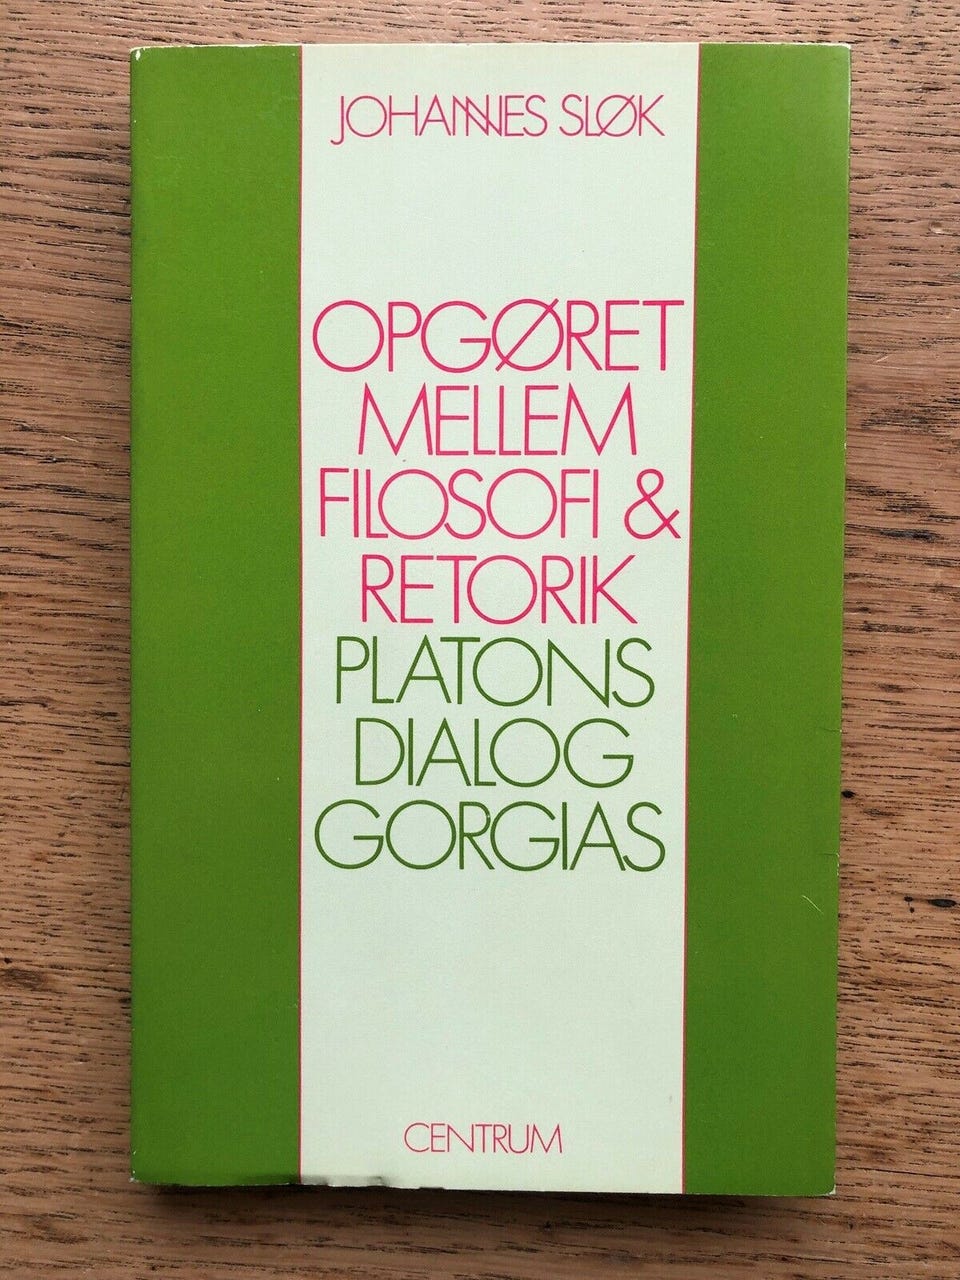 JOHANNES SLØK
OPGØRET
MELLEM
FILOSOFI &
RETORIK
PLATONS
DIALOG
GORGIAS
CENTRUM